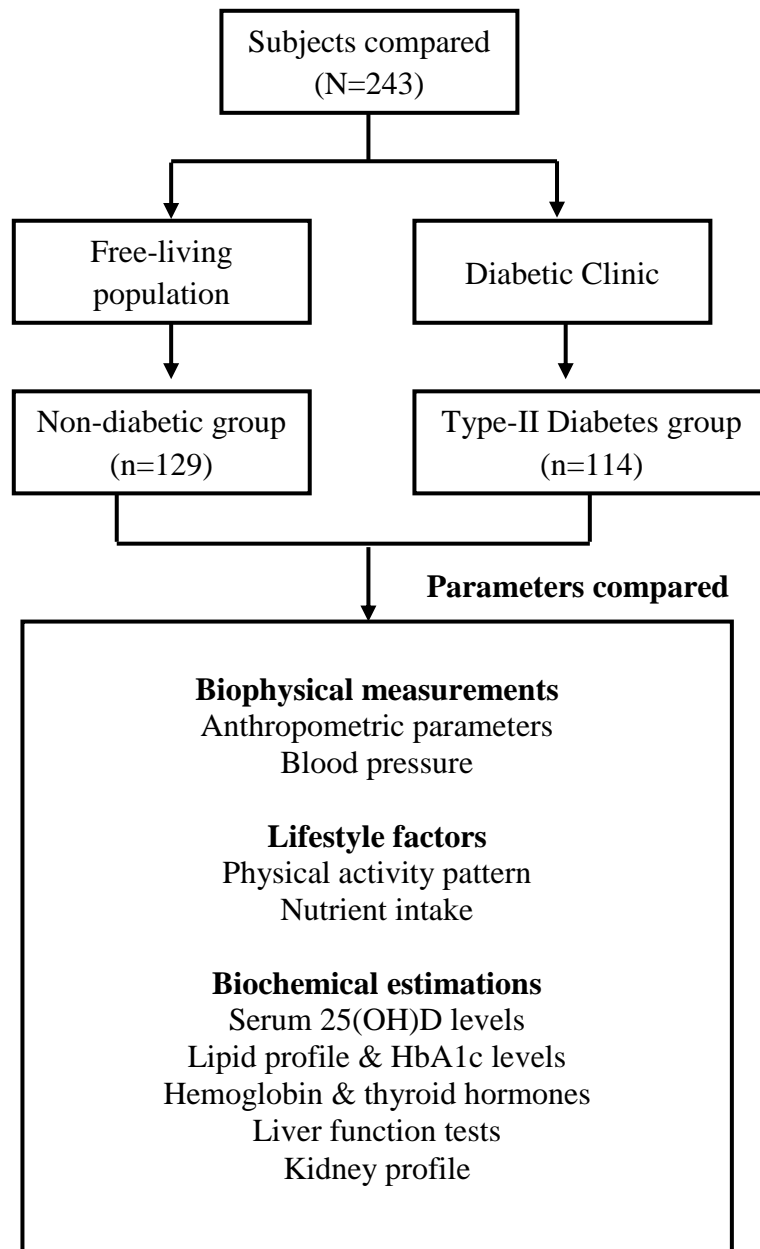 Subjects compared
(N=243)
Free-living
population
Diabetic Clinic
Non-diabetic group
(n=129)
Type-II Diabetes group
(n=114)
Parameters compared
Biophysical measurements
Anthropometric parameters
Blood pressure
Lifestyle factors
Physical activity pattern
Nutrient intake
Biochemical estimations
Serum 25(OH)D levels
Lipid profile & HbA1c levels
Hemoglobin & thyroid hormones
Liver function tests
Kidney profile